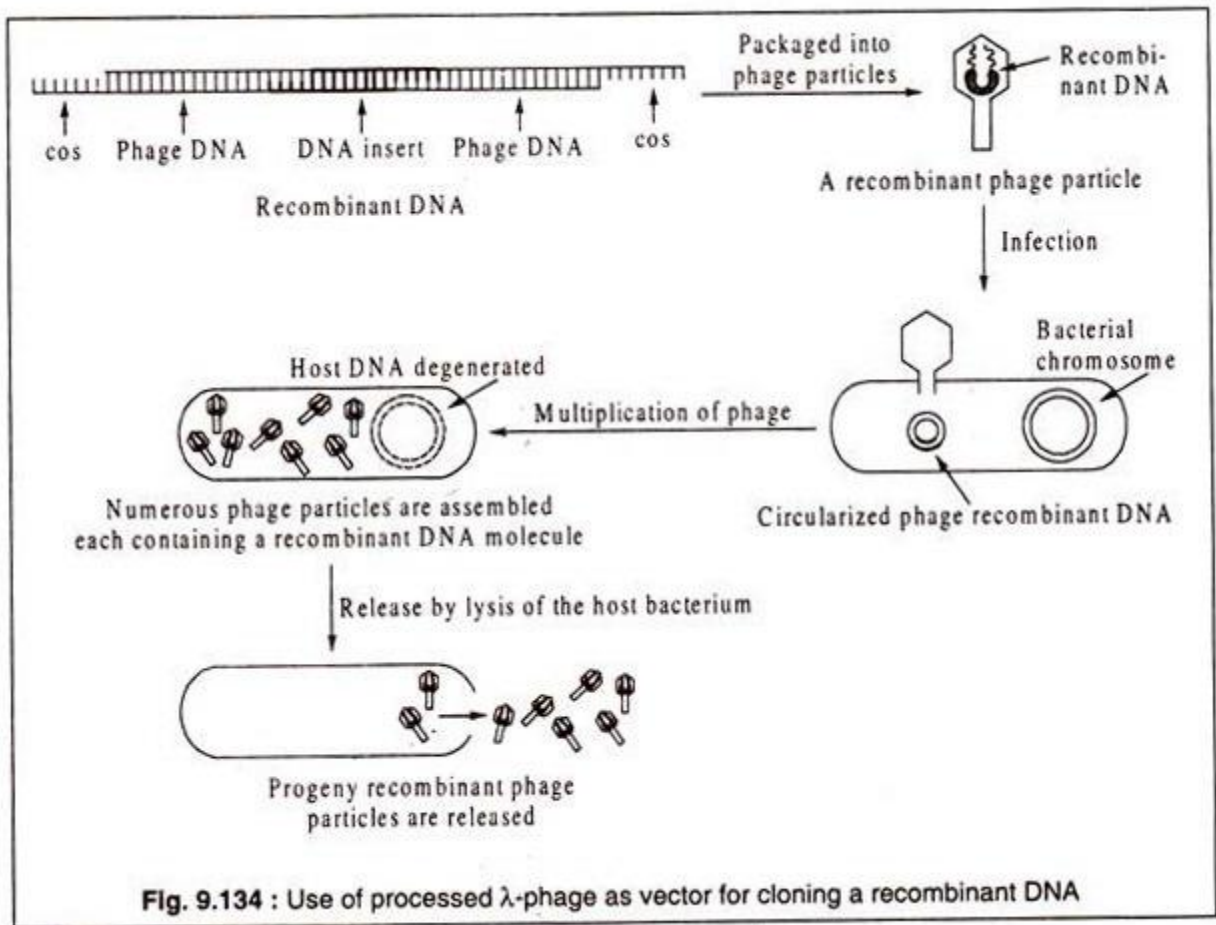 Packaged into
phage particles
Recombi-
nant DNA
cos
Phage DNA
DNA insert
Phage DNA
cos
Recombinant DNA
A recombinant phage particle
Infection
Bacterial
chromosome
Host DNA degenerated
Multiplication of phage
Circularized phage recombinant DNA
Numerous phage particles are assembled
each containing a recombinant DNA molecule
Release by lysis of the host bacterium
Progeny recombinant phage
particles are released
Fig. 9.134 : Use of processed λ-phage as vector for cloning a recombinant DNA